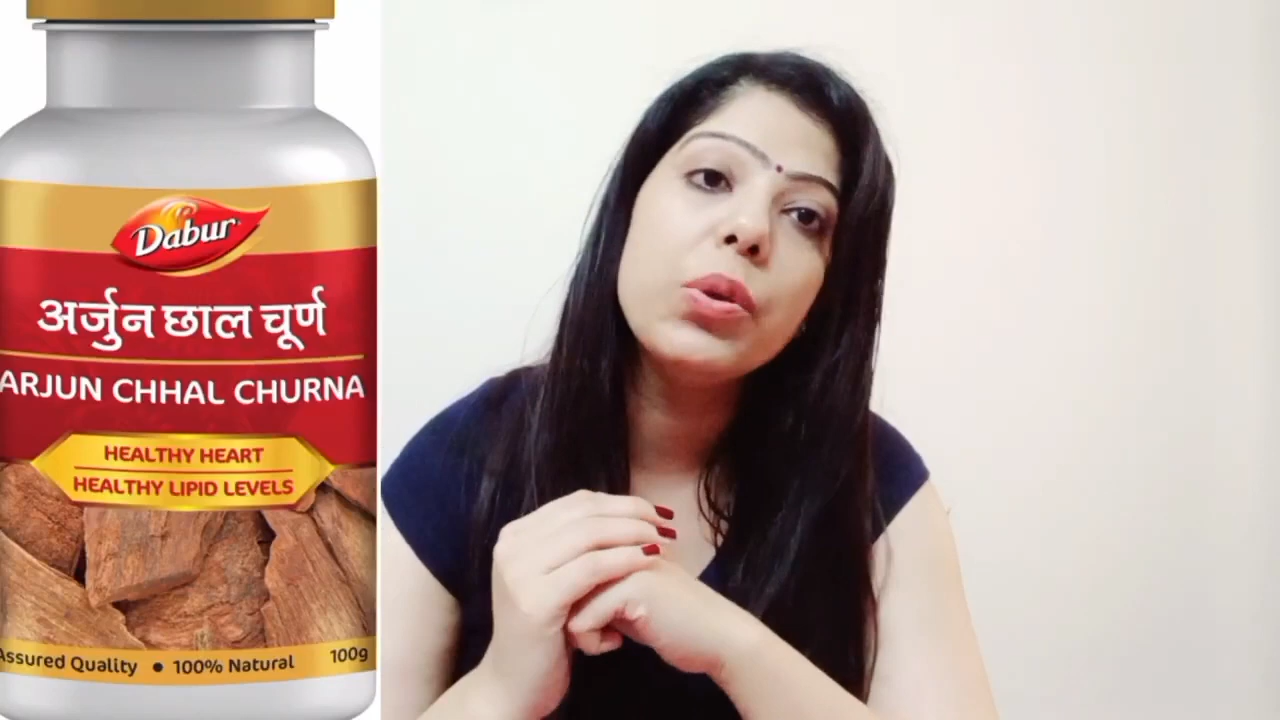 Dabur
अर्जुन छाल चूर्ण
ARJUN CHHAL CHURNA
HEALTHY HEART
HEALTHY LIPID LEVELS
Assured Quality • 100% Natural 100g